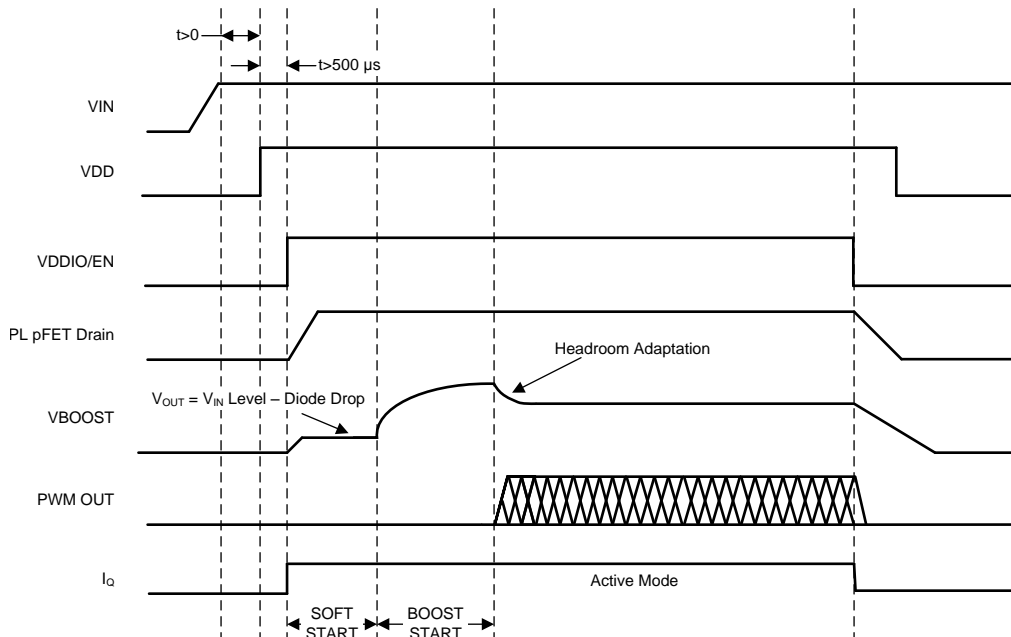 t>0
t>500 µs
VIN
VDD
VDDIO/EN
PL pFET Drain
Headroom Adaptation
VOUT = VIN Level – Diode Drop
VBOOST
PWM OUT
IQ
Active Mode
SOFT
START
BOOST
START